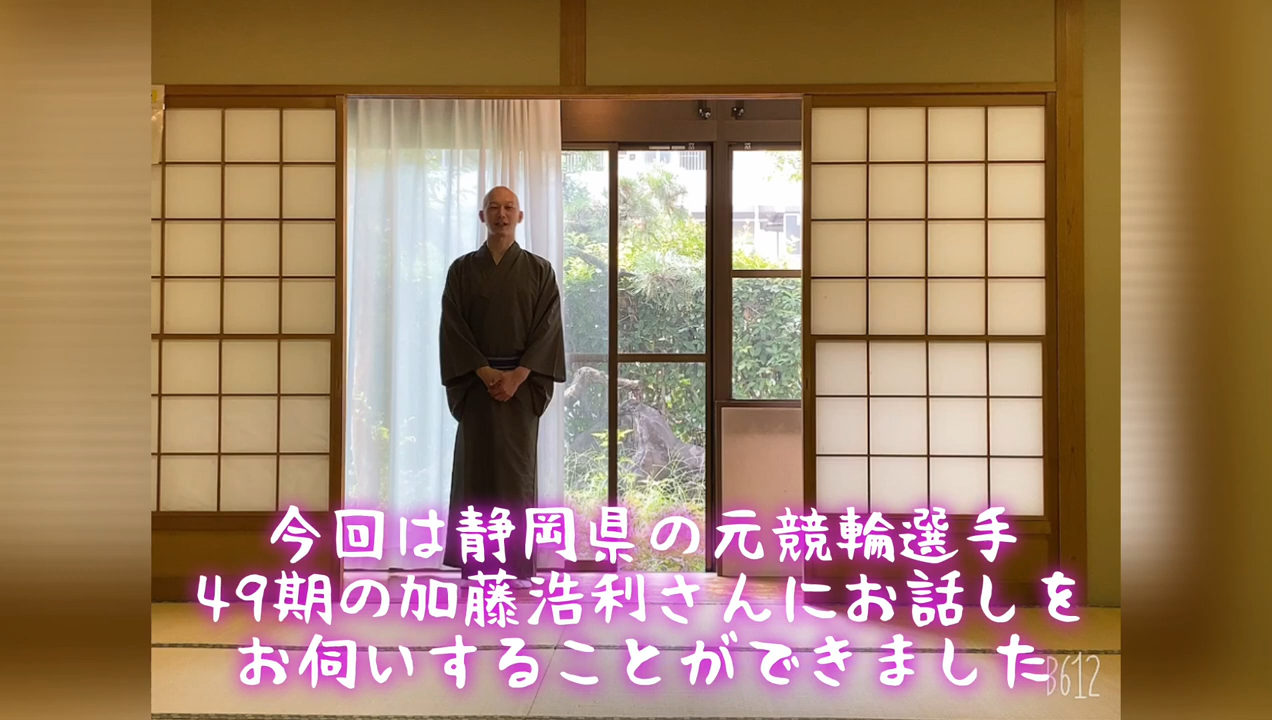 今回は静岡県の元競輪選手
49期の加藤浩利さんにお話しを
お伺いすることができました
B612